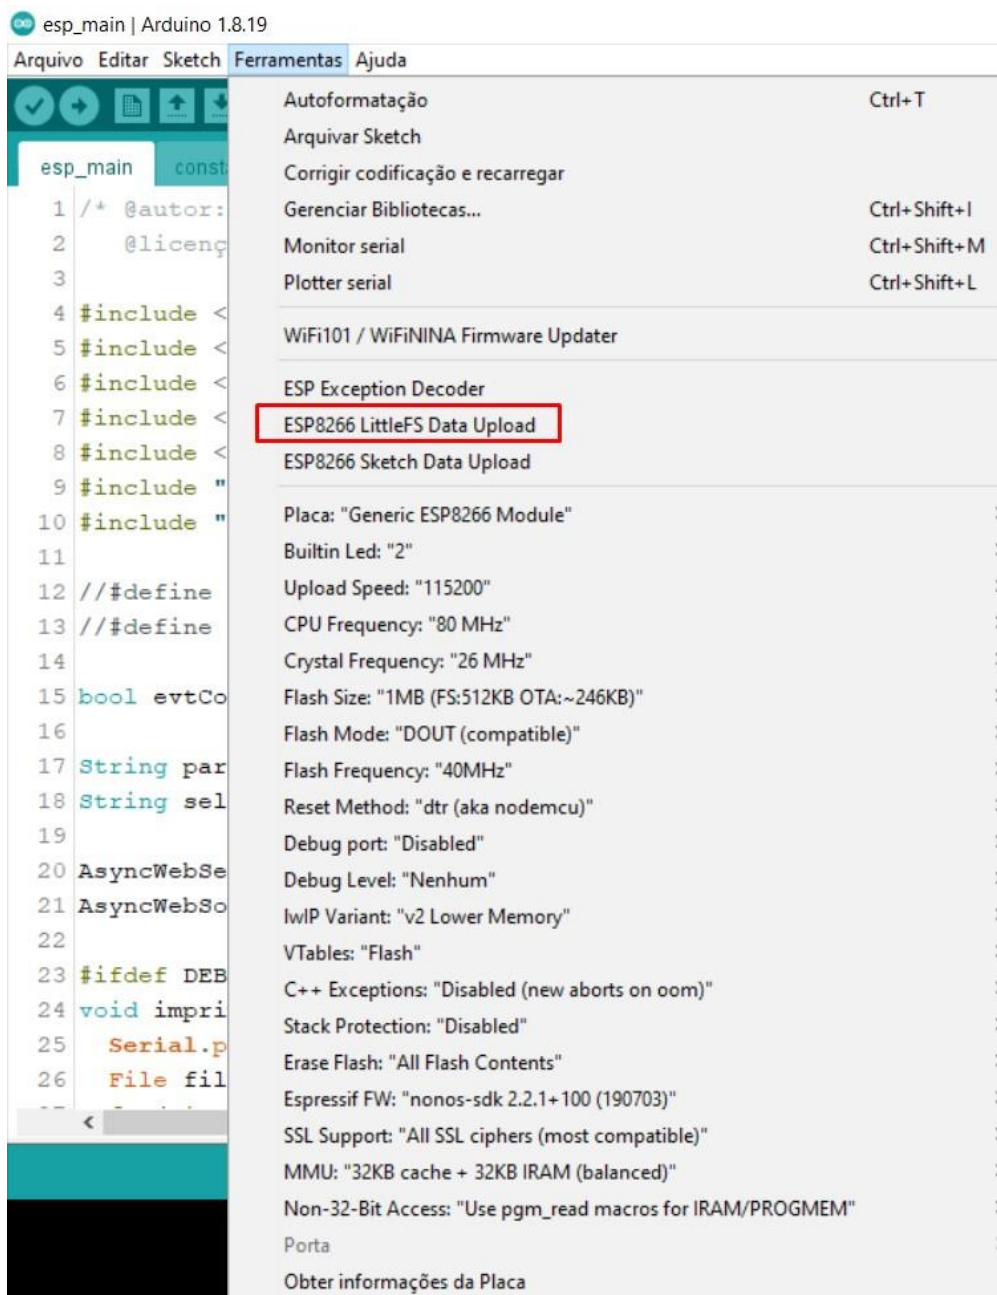 esp_main | Arduino 1.8.19
Arquivo Editar Sketch Ferramentas Ajuda
Autoformatação Ctrl+T
Arquivar Sketch
Corrigir codificação e recarregar
Gerenciar Bibliotecas... Ctrl+Shift+I
Monitor serial Ctrl+Shift+M
Plotter serial Ctrl+Shift+L
WiFi101 / WiFiNINA Firmware Updater
ESP Exception Decoder
ESP8266 LittleFS Data Upload
ESP8266 Sketch Data Upload
Placa: "Generic ESP8266 Module"
Builtin Led: "2"
Upload Speed: "115200"
CPU Frequency: "80 MHz"
Crystal Frequency: "26 MHz"
Flash Size: "1MB (FS:512KB OTA:~246KB)"
Flash Mode: "DOUT (compatible)"
Flash Frequency: "40MHz"
Reset Method: "dtr (aka nodemcu)"
Debug port: "Disabled"
Debug Level: "Nenhum"
lwIP Variant: "v2 Lower Memory"
VTables: "Flash"
C++ Exceptions: "Disabled (new aborts on oom)"
Stack Protection: "Disabled"
Erase Flash: "All Flash Contents"
Espressif FW: "nonos-sdk 2.2.1+100 (190703)"
SSL Support: "All SSL ciphers (most compatible)"
MMU: "32KB cache + 32KB IRAM (balanced)"
Non-32-Bit Access: "Use pgm_read macros for IRAM/PROGMEM"
Porta
Obter informações da Placa
esp_main const
1 /* @autor:
2 @licenç
3
4 #include <
5 #include <
6 #include <
7 #include <
8 #include <
9 #include "
10 #include "
11
12 //#define
13 //#define
14
15 bool evtCo
16
17 String par
18 String sel
19
20 AsyncWebSe
21 AsyncWebSo
22
23 #ifdef DEB
24 void impri
25 Serial.p
26 File fil